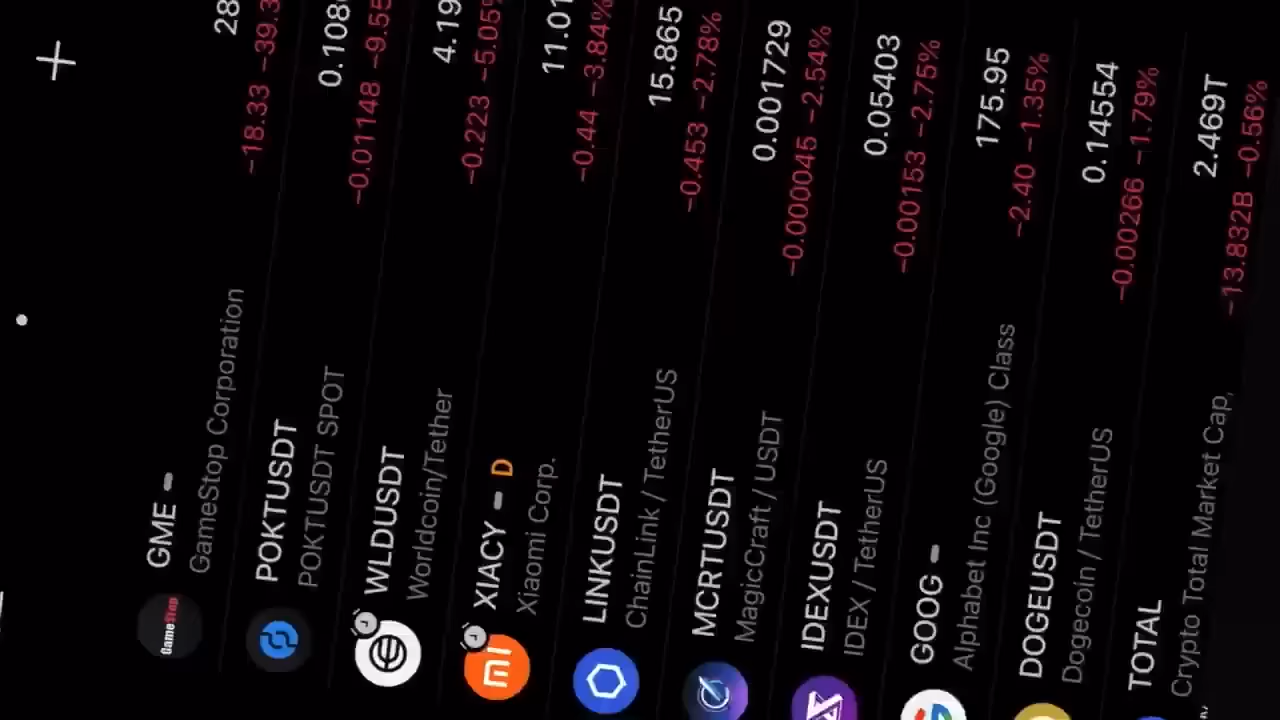 GameStop
GME
28
GameStop Corporation
−18.33 −39.3
POKTUSDT
0.108
POKTUSDT SPOT
−0.01148 −9.55
WLDUSDT
4.19
Worldcoin/Tether
−0.223 −5.05%
mi
XIACY D
11.01
Xiaomi Corp.
−0.44 −3.84%
LINKUSDT
15.865
ChainLink / TetherUS
−0.453 −2.78%
MCRTUSDT
0.001729
MagicCraft / USDT
−0.000045 −2.54%
IDEXUSDT
0.05403
IDEX / TetherUS
−0.00153 −2.75%
GOOG
175.95
Alphabet Inc (Google) Class
−2.40 −1.35%
DOGEUSDT
0.14554
Dogecoin / TetherUS
−0.00266 −1.79%
TOTAL
2.469T
Crypto Total Market Cap,
−13.832B −0.56%